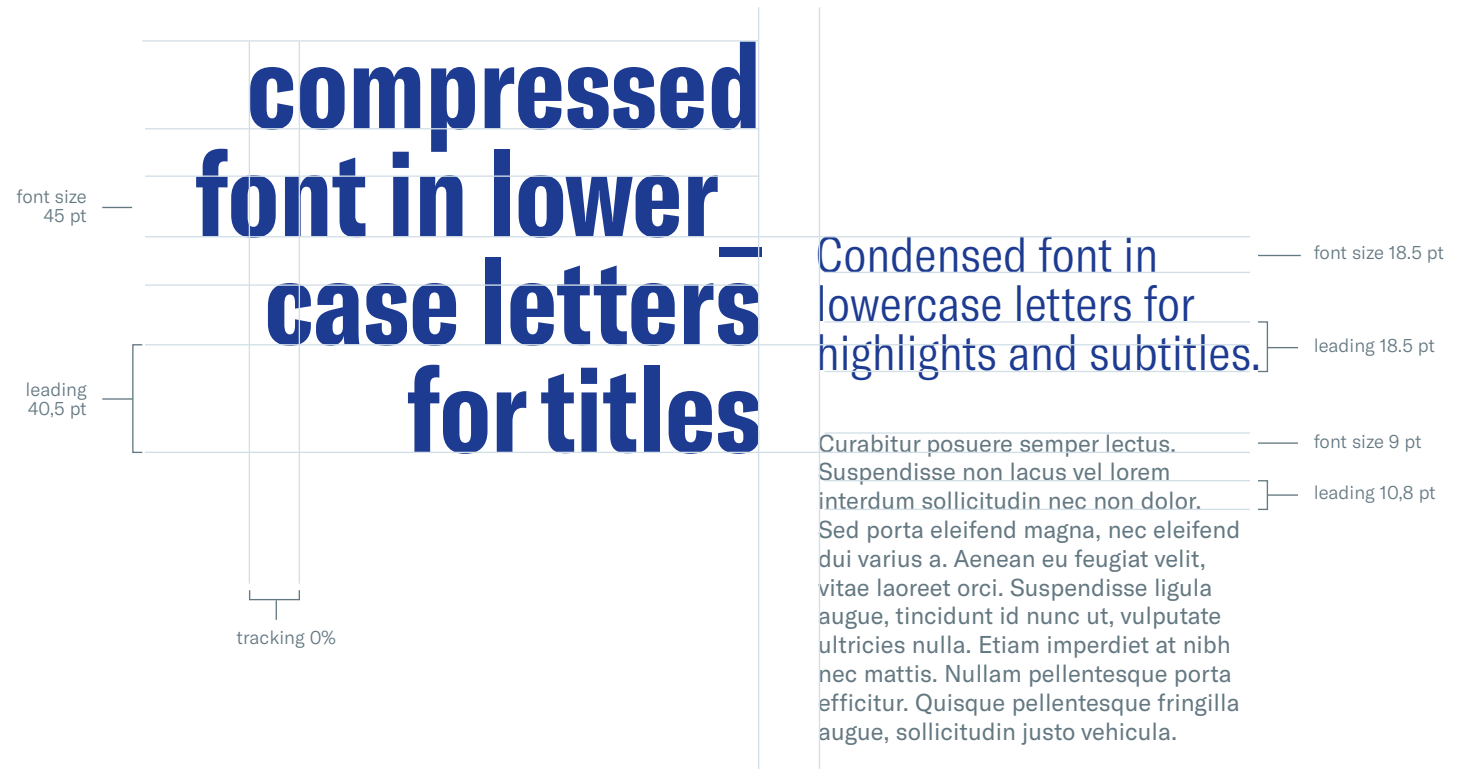 compressed
font in lower_
case letters
for titles
font size
45 pt
leading
40,5 pt
tracking 0%
Condensed font in
lowercase letters for
highlights and subtitles.
font size 18.5 pt
leading 18.5 pt
Curabitur posuere semper lectus.
Suspendisse non lacus vel lorem
interdum sollicitudin nec non dolor.
Sed porta eleifend magna, nec eleifend
dui varius a. Aenean eu feugiat velit,
vitae laoreet orci. Suspendisse ligula
augue, tincidunt id nunc ut, vulputate
ultricies nulla. Etiam imperdiet at nibh
nec mattis. Nullam pellentesque porta
efficitur. Quisque pellentesque fringilla
augue, sollicitudin justo vehicula.
font size 9 pt
leading 10,8 pt